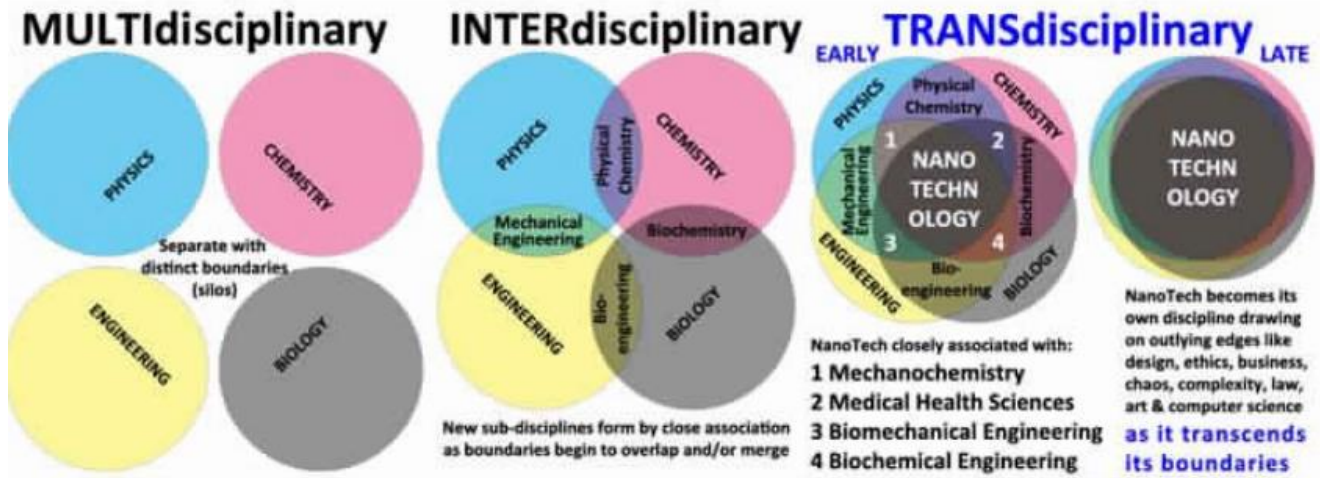 MULTIdisciplinary
PHYSICS
CHEMISTRY
Separate with
distinct boundaries
(silos)
ENGINEERING
BIOLOGY
INTERdisciplinary
PHYSICS
Physical
Chemistry
CHEMISTRY
Mechanical
Engineering
Biochemistry
ENGINEERING
Bio-
engineering
BIOLOGY
New sub-disciplines form by close association
as boundaries begin to overlap and/or merge
TRANSdisciplinary
EARLY
PHYSICS
Physical
Chemistry
CHEMISTRY
1
2
Mechanical
Engineering
NANO
TECHN
OLOGY
Biochemistry
3
4
ENGINEERING
Bio-
engineering
BIOLOGY
NanoTech closely associated with:
1 Mechanochemistry
2 Medical Health Sciences
3 Biomechanical Engineering
4 Biochemical Engineering
LATE
NANO
TECHN
OLOGY
NanoTech becomes its
own discipline drawing
on outlying edges like
design, ethics, business,
chaos, complexity, law,
art & computer science
as it transcends
its boundaries